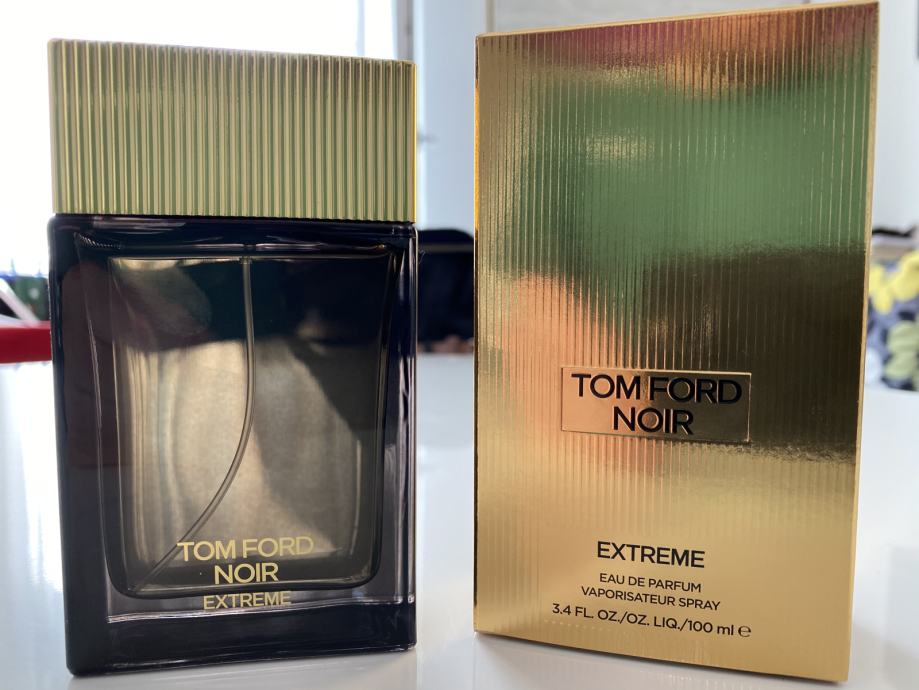 TOM FORD
NOIR
EXTREME
TOM FORD
NOIR
EXTREME
EAU DE PARFUM
VAPORISATEUR SPRAY
3.4 FL. OZ./OZ. LIQ./100 ml ℮